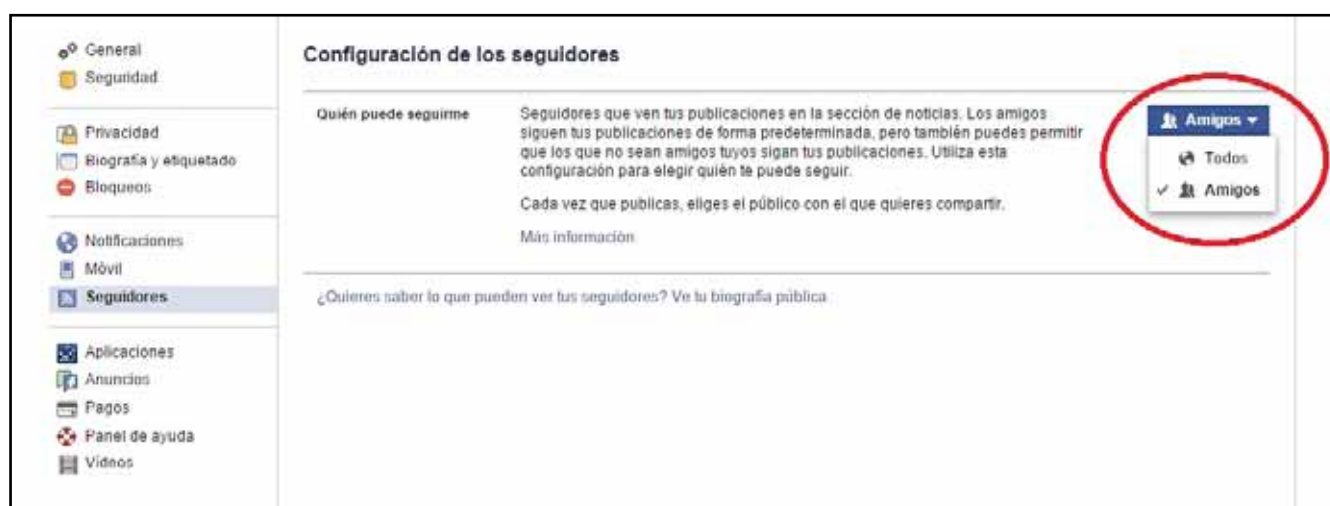 General
Seguridad
Privacidad
Biografía y etiquetado
Bloqueos
Notificaciones
Móvil
Seguidores
Aplicaciones
Anuncios
Pagos
Panel de ayuda
Vídeos
Configuración de los seguidores
Quién puede seguirme
Seguidores que ven tus publicaciones en la sección de noticias. Los amigos
siguen tus publicaciones de forma predeterminada, pero también puedes permitir
que los que no sean amigos tuyos sigan tus publicaciones. Utiliza esta
configuración para elegir quién te puede seguir.
Cada vez que publicas, eliges el público con el que quieres compartir.
Más información
Amigos
Todos
Amigos
¿Quieres saber lo que pueden ver tus seguidores? Ve tu biografía pública